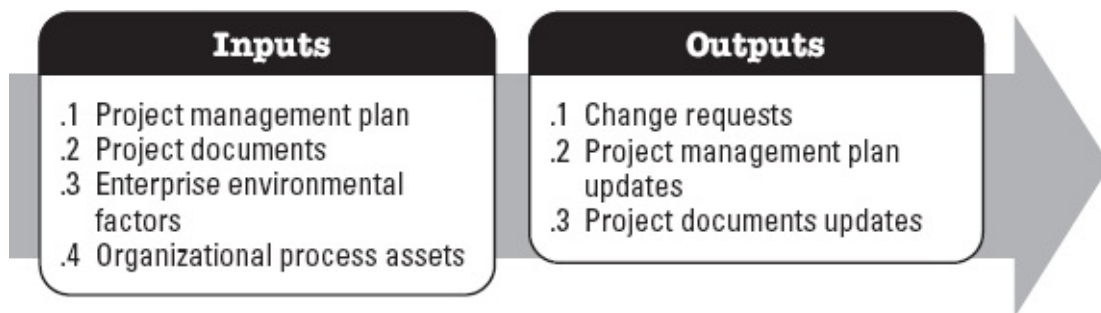 Inputs
.1 Project management plan
.2 Project documents
.3 Enterprise environmental
factors
.4 Organizational process assets
Outputs
.1 Change requests
.2 Project management plan
updates
.3 Project documents updates